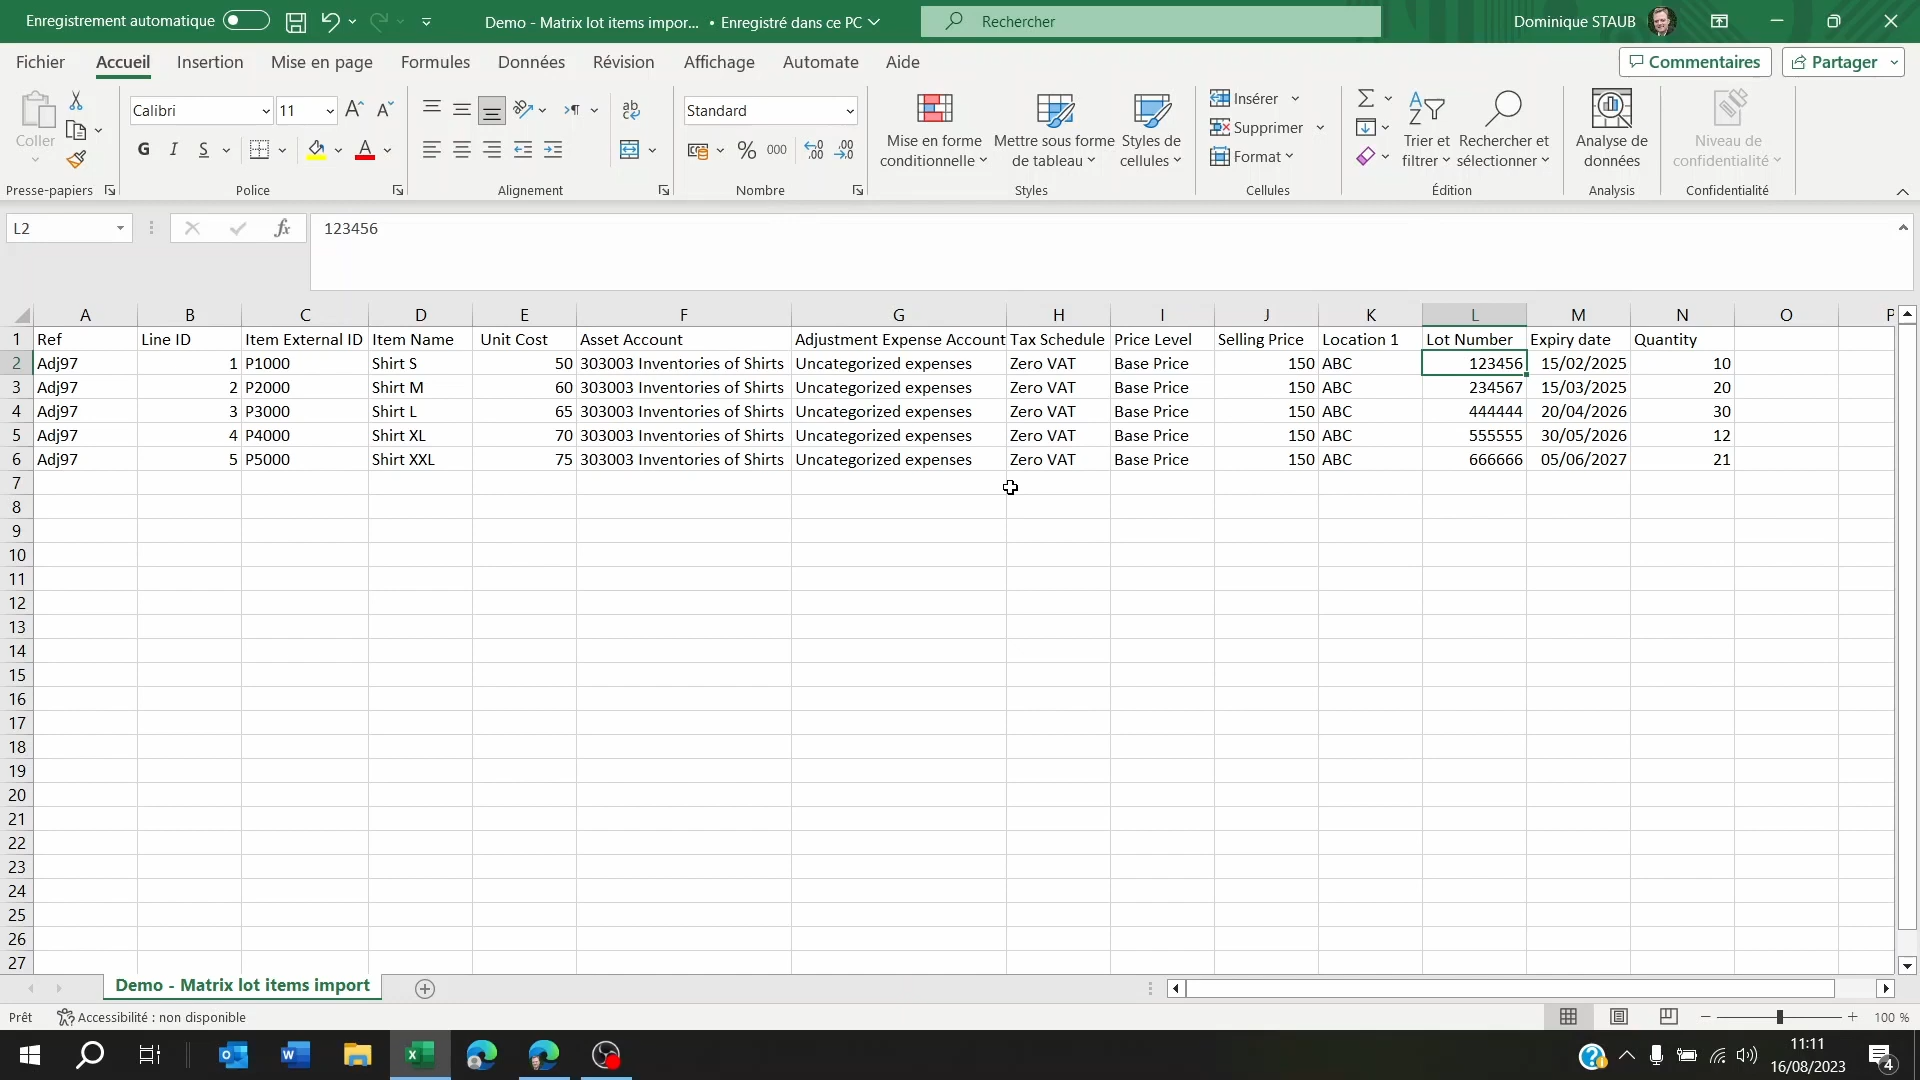 Enregistrement automatique
Demo - Matrix lot items impor... • Enregistré dans ce PC
Rechercher
Dominique STAUB
Fichier Accueil Insertion Mise en page Formules Données Révision Affichage Automate Aide
Commentaires Partager
Coller
Presse-papiers
Calibri 11
G I S
Police
ab
Alignement
Standard
% 000
Nombre
Mise en forme conditionnelle
Mettre sous forme de tableau
Styles de cellules
Styles
Insérer
Supprimer
Format
Cellules
Trier et filtrer
Rechercher et sélectionner
Édition
Analyse de données
Analysis
Niveau de confidentialité
Confidentialité
L2 fx 123456
A B C D E F G H I J K L M N O P
1 Ref Line ID Item External ID Item Name Unit Cost Asset Account Adjustment Expense Account Tax Schedule Price Level Selling Price Location 1 Lot Number Expiry date Quantity
2 Adj97 1 P1000 Shirt S 50 303003 Inventories of Shirts Uncategorized expenses Zero VAT Base Price 150 ABC 123456 15/02/2025 10
3 Adj97 2 P2000 Shirt M 60 303003 Inventories of Shirts Uncategorized expenses Zero VAT Base Price 150 ABC 234567 15/03/2025 20
4 Adj97 3 P3000 Shirt L 65 303003 Inventories of Shirts Uncategorized expenses Zero VAT Base Price 150 ABC 444444 20/04/2026 30
5 Adj97 4 P4000 Shirt XL 70 303003 Inventories of Shirts Uncategorized expenses Zero VAT Base Price 150 ABC 555555 30/05/2026 12
6 Adj97 5 P5000 Shirt XXL 75 303003 Inventories of Shirts Uncategorized expenses Zero VAT Base Price 150 ABC 666666 05/06/2027 21
7
8
9
10
11
12
13
14
15
16
17
18
19
20
21
22
23
24
25
26
27
Demo - Matrix lot items import
Prêt Accessibilité : non disponible
100 %
11:11
16/08/2023
4